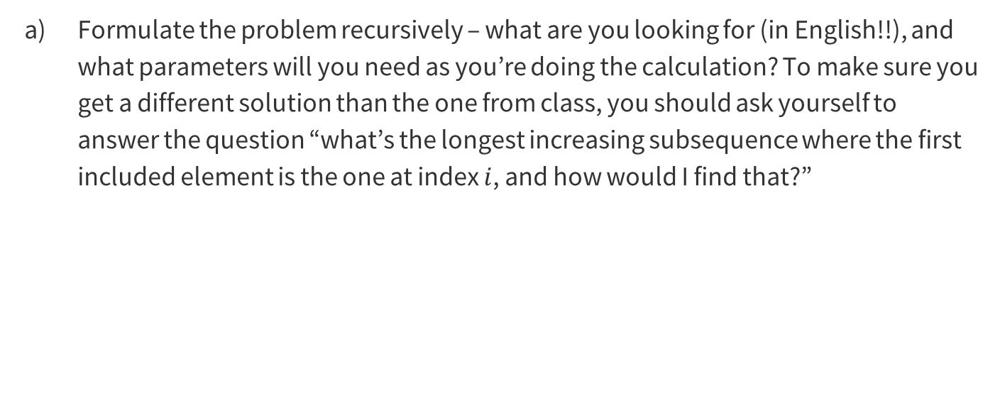 a) Formulate the problem recursively – what are you looking for (in English!!), and
what parameters will you need as you’re doing the calculation? To make sure you
get a different solution than the one from class, you should ask yourself to
answer the question “what’s the longest increasing subsequence where the first
included element is the one at index i, and how would I find that?”